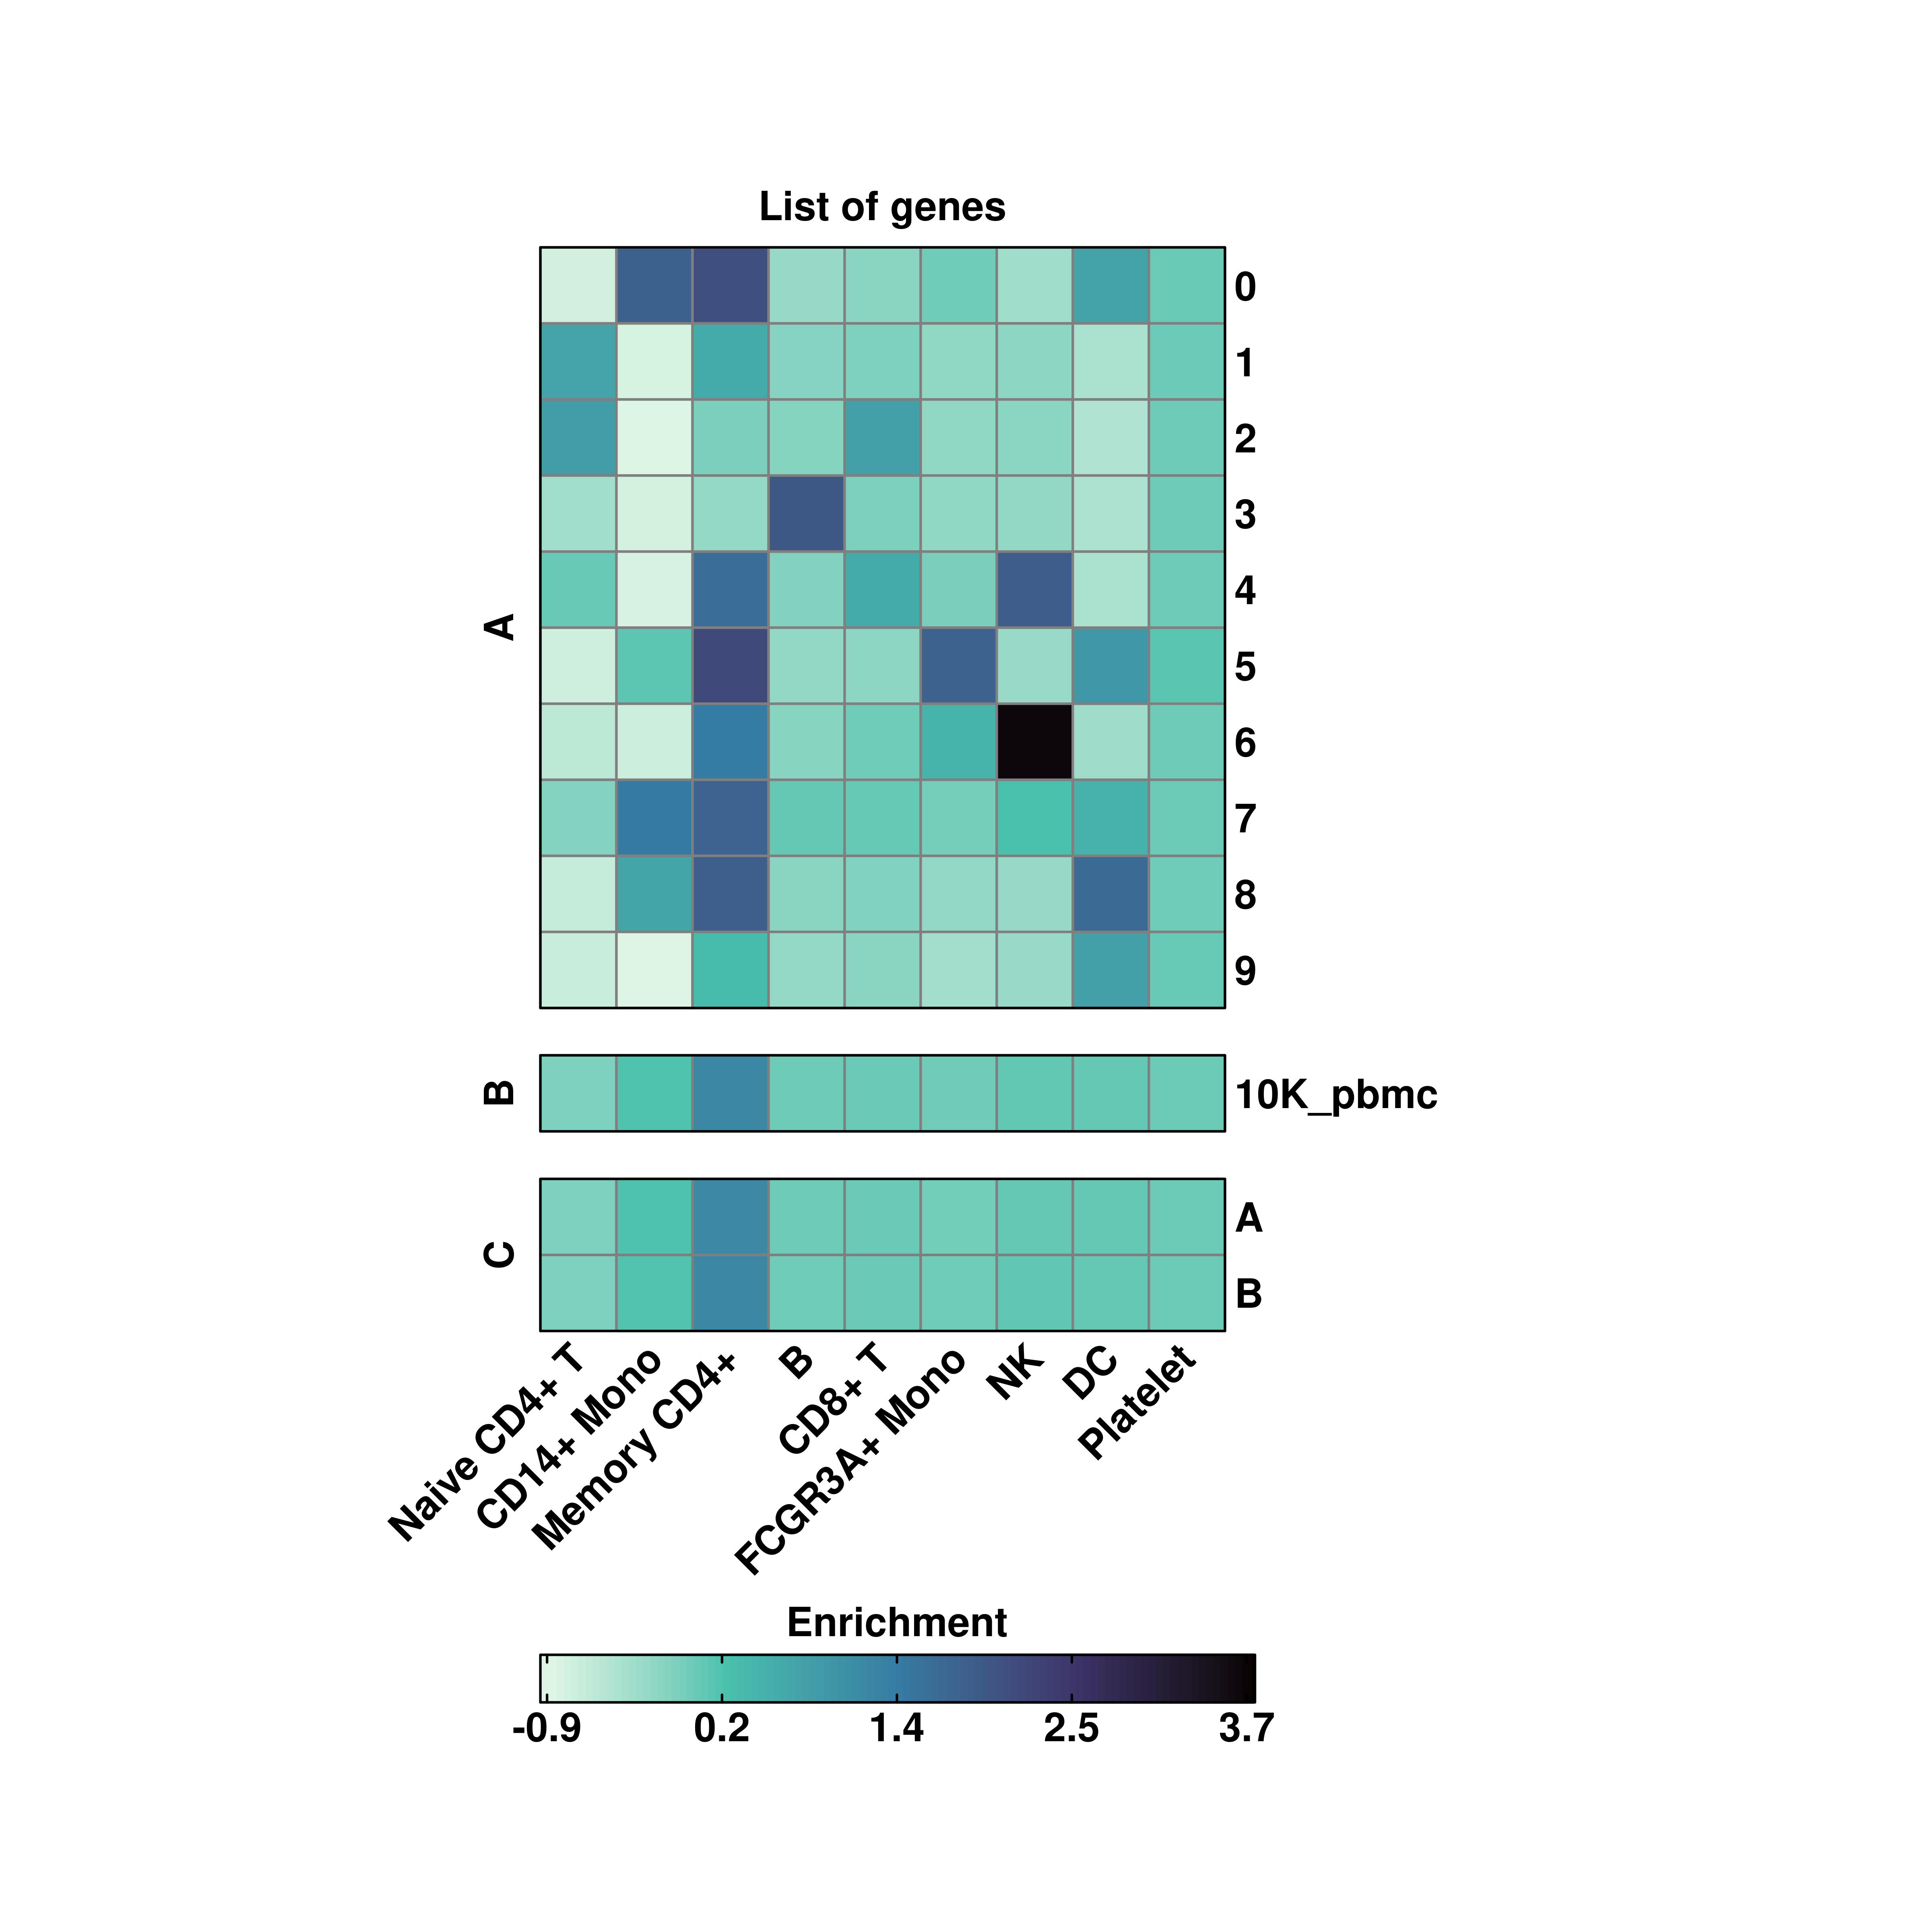 List of genes
0
1
2
3
4
5
6
7
8
9
A
10K_pbmc
B
A
B
C
Naive CD4+ T
CD14+ Mono
Memory CD4+
B
CD8+ T
FCGR3A+ Mono
NK
DC
Platelet
Enrichment
-0.9 0.2 1.4 2.5 3.7